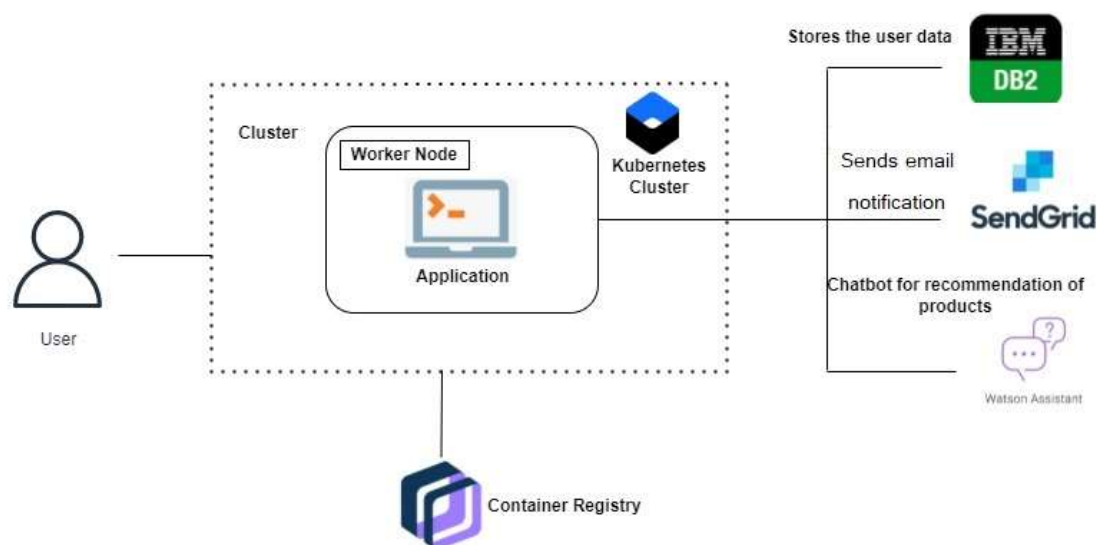 Stores the user data
IBM
DB2
Cluster
Worker Node
Kubernetes
Cluster
Application
Sends email
notification
SendGrid
User
Chatbot for recommendation of
products
?
Watson Assistant
Container Registry